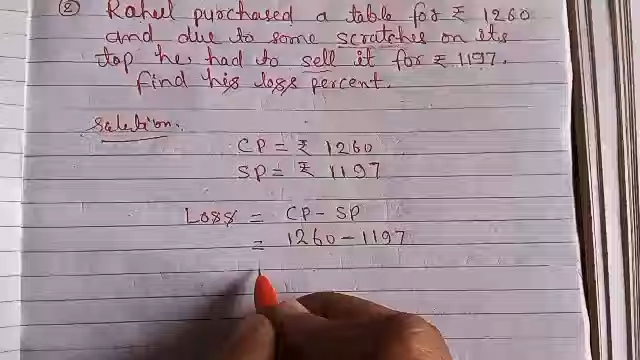 ② Rahul purchased a table for ₹ 1260
and due to some scratches on its
top he had to sell it for ₹ 1197.
Find his loss percent.
Solution.
CP = ₹ 1260
SP = ₹ 1197
Loss = CP - SP
= 1260 - 1197